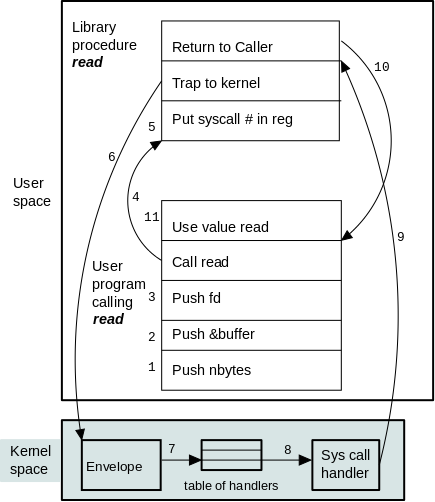 Library
procedure
read
Return to Caller
10
Trap to kernel
5
Put syscall # in reg
6
User
space
4
11
Use value read
9
User
program
calling
read
Call read
3
Push fd
2
Push &buffer
1
Push nbytes
Kernel
space
Envelope
7
8
Sys call
handler
table of handlers